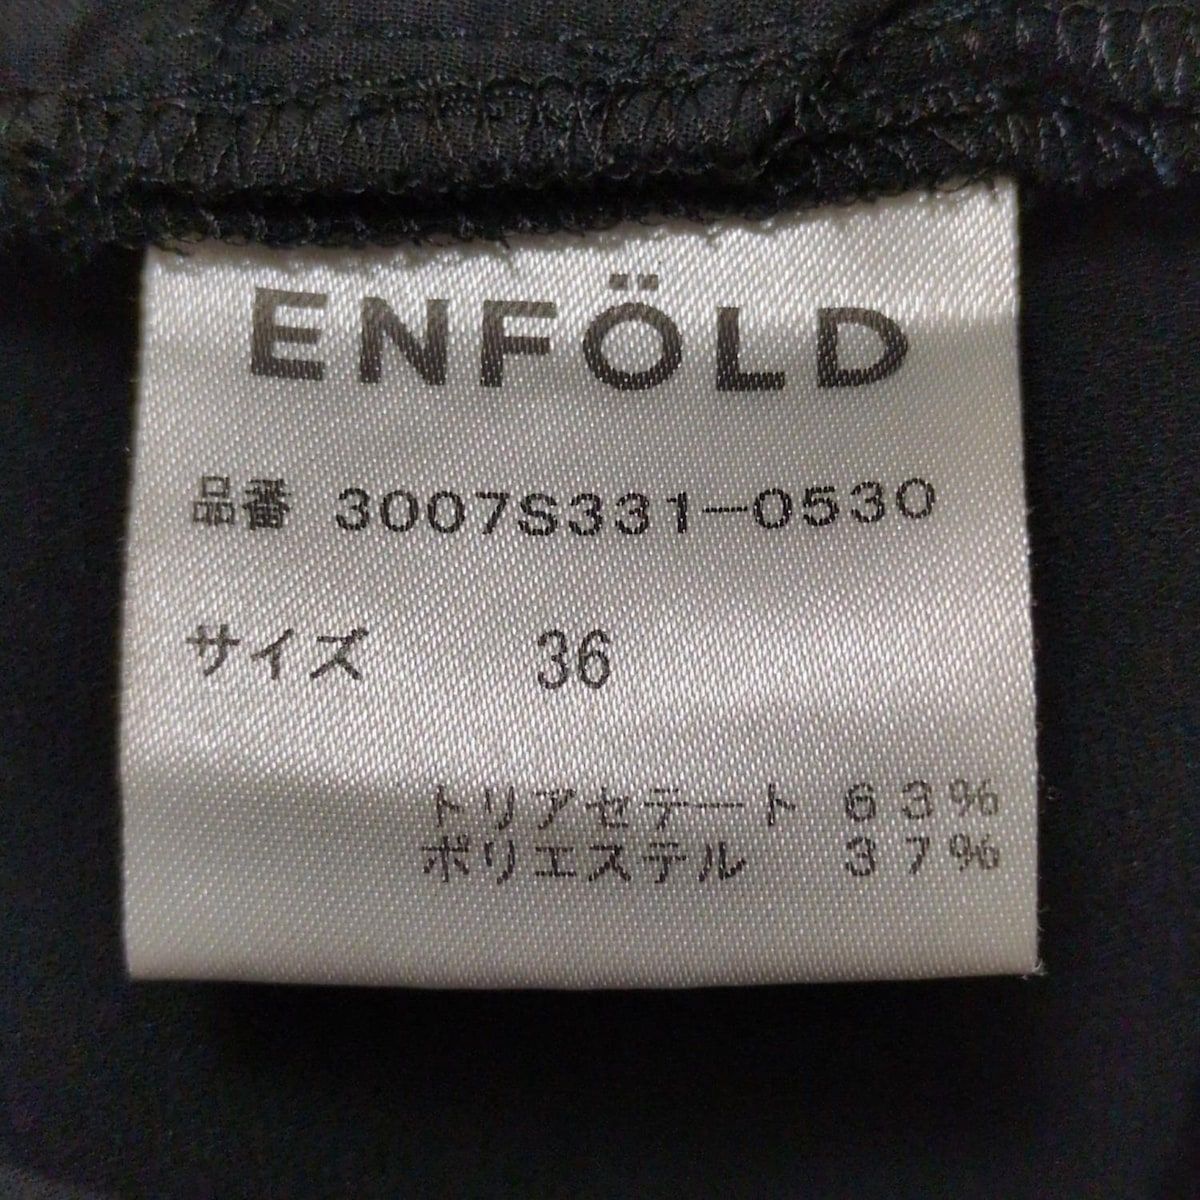 ENFÖLD
品番 3007S331-0530
サイズ 36
トリアセテート 63%
ポリエステル 37%